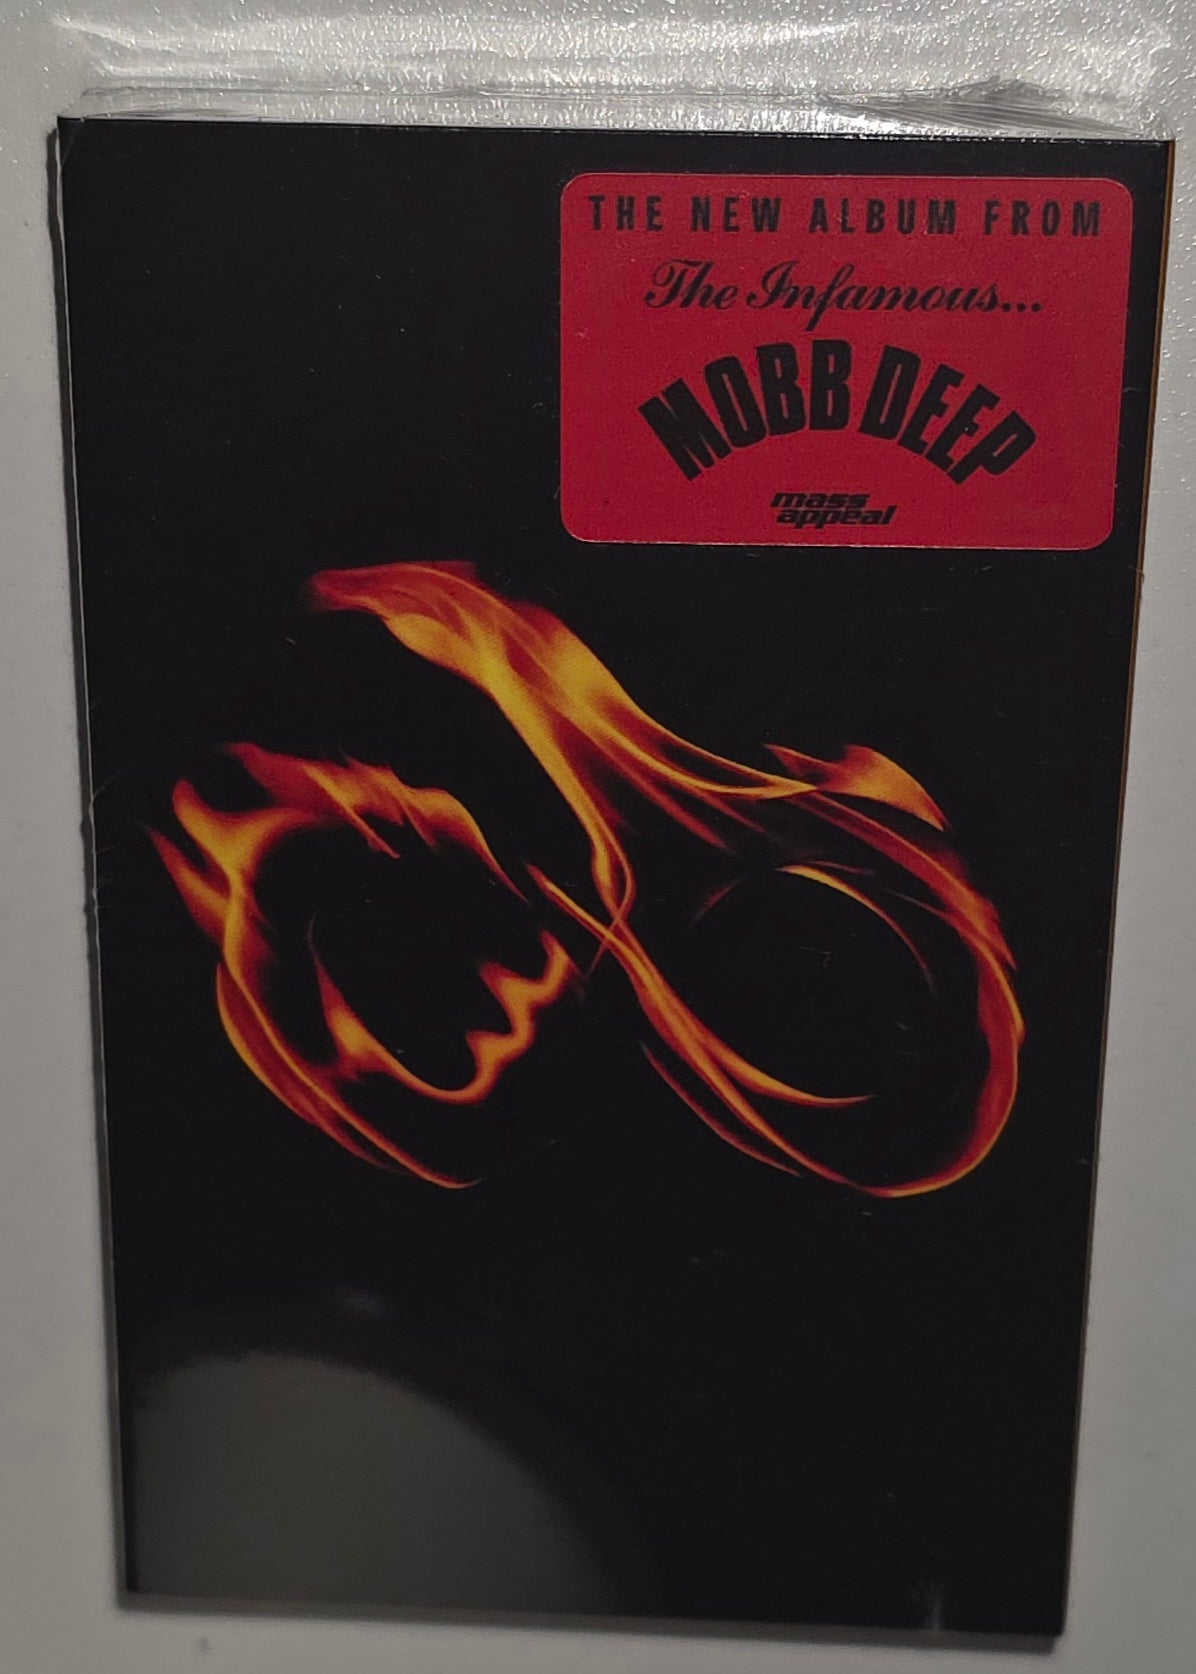 THE NEW ALBUM FROM
The Infamous...
MOBB DEEP
mass
appeal